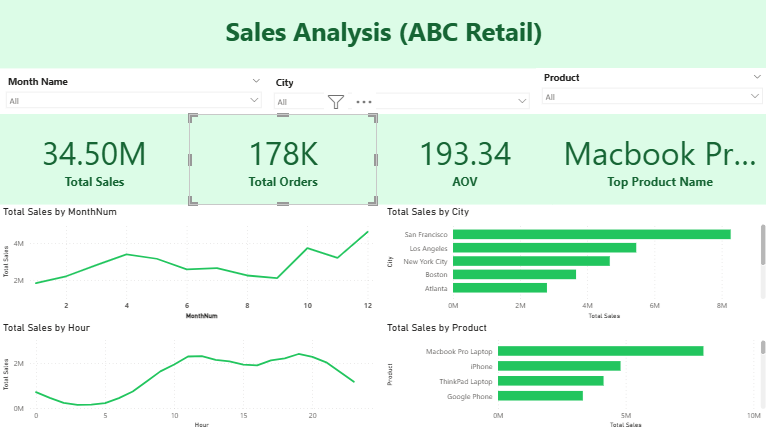 Sales Analysis (ABC Retail)
Month Name
All
City
All
Product
All
34.50M
Total Sales
178K
Total Orders
193.34
AOV
Macbook Pr...
Top Product Name
Total Sales by MonthNum
Total Sales
4M
2M
2 4 6 8 10 12
MonthNum
Total Sales by City
City
San Francisco
Los Angeles
New York City
Boston
Atlanta
0M 2M 4M 6M 8M
Total Sales
Total Sales by Hour
Total Sales
2M
0M
0 5 10 15 20
Hour
Total Sales by Product
Product
Macbook Pro Laptop
iPhone
ThinkPad Laptop
Google Phone
0M 5M 10M
Total Sales